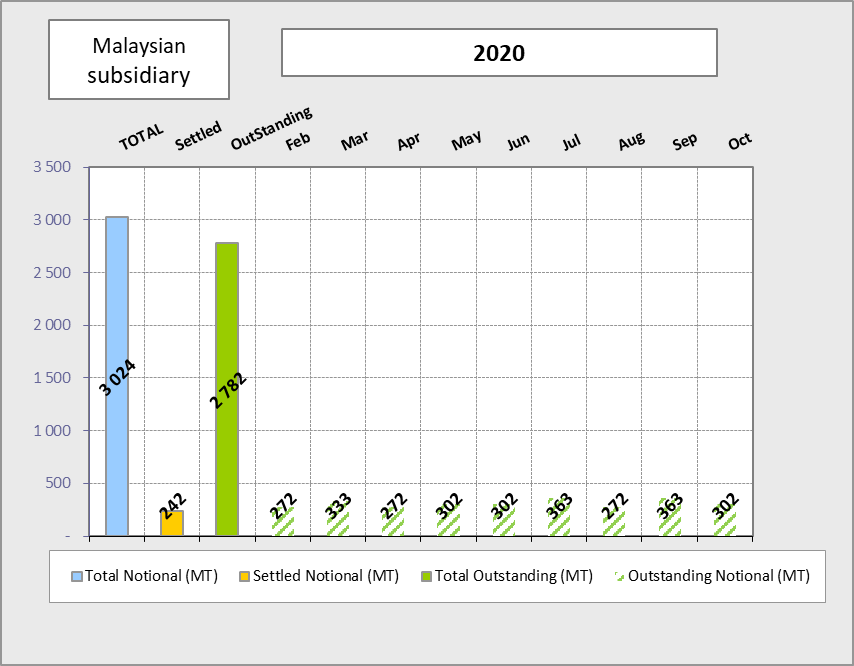 Malaysian
subsidiary
2020
TOTAL
Settled
OutStanding
Feb
Mar
Apr
May
Jun
Jul
Aug
Sep
Oct
3 500
3 000
2 500
2 000
1 500
1 000
500
-
3 024
242
2 782
272
333
272
302
302
363
272
363
302
Total Notional (MT)
Settled Notional (MT)
Total Outstanding (MT)
Outstanding Notional (MT)